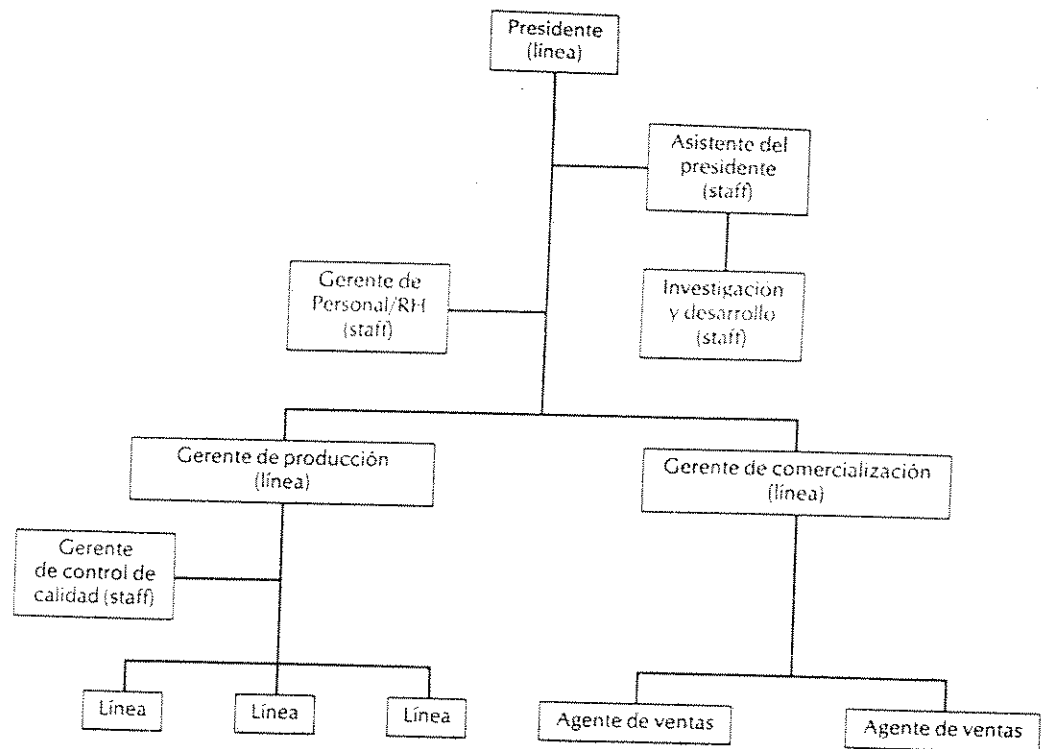 Presidente
(línea)
Asistente del
presidente
(staff)
Gerente de
Personal/RH
(staff)
Investigación
y desarrollo
(staff)
Gerente de producción
(línea)
Gerente de comercialización
(línea)
Gerente
de control de
calidad (staff)
Línea
Línea
Línea
Agente de ventas
Agente de ventas